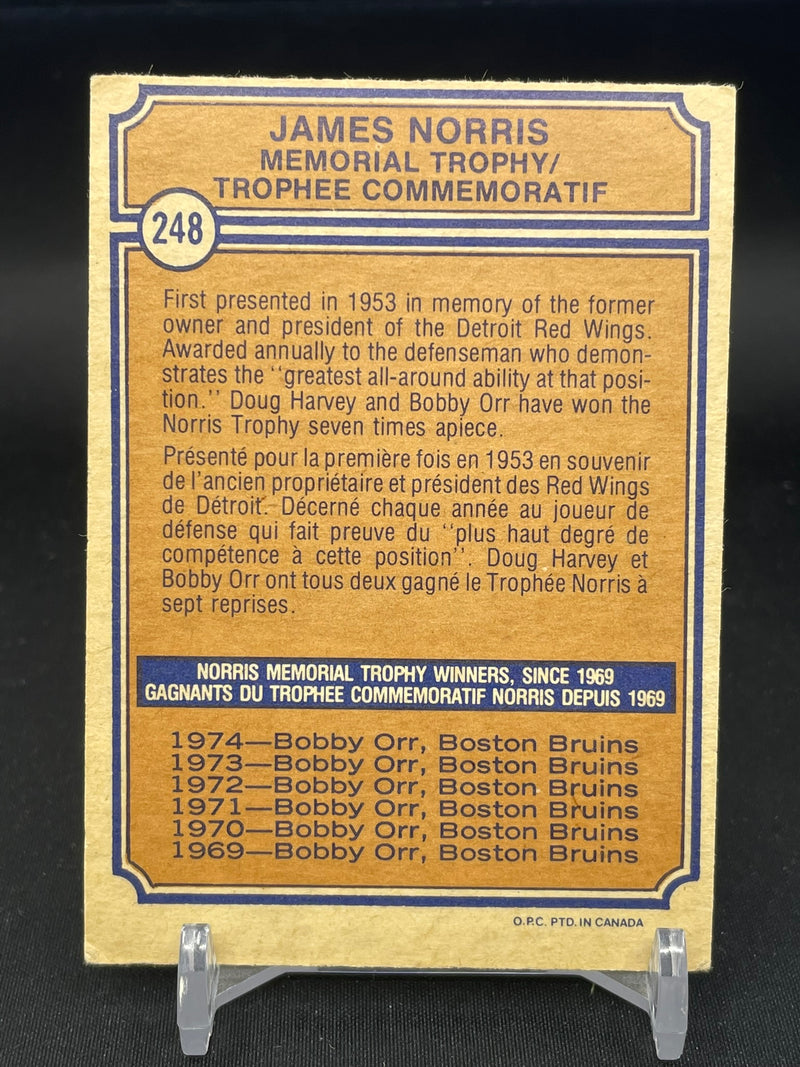 JAMES NORRIS
MEMORIAL TROPHY/
TROPHEE COMMEMORATIF
248
First presented in 1953 in memory of the former
owner and president of the Detroit Red Wings.
Awarded annually to the defenseman who demon-
strates the "greatest all-around ability at that posi-
tion." Doug Harvey and Bobby Orr have won the
Norris Trophy seven times apiece.
Présenté pour la première fois en 1953 en souvenir
de l'ancien propriétaire et président des Red Wings
de Détroit. Décerné chaque année au joueur de
défense qui fait preuve du "plus haut degré de
compétence à cette position". Doug Harvey et
Bobby Orr ont tous deux gagné le Trophée Norris à
sept reprises.
NORRIS MEMORIAL TROPHY WINNERS, SINCE 1969
GAGNANTS DU TROPHEE COMMEMORATIF NORRIS DEPUIS 1969
1974—Bobby Orr, Boston Bruins
1973—Bobby Orr, Boston Bruins
1972—Bobby Orr, Boston Bruins
1971—Bobby Orr, Boston Bruins
1970—Bobby Orr, Boston Bruins
1969—Bobby Orr, Boston Bruins
O.P.C. PTD. IN CANADA